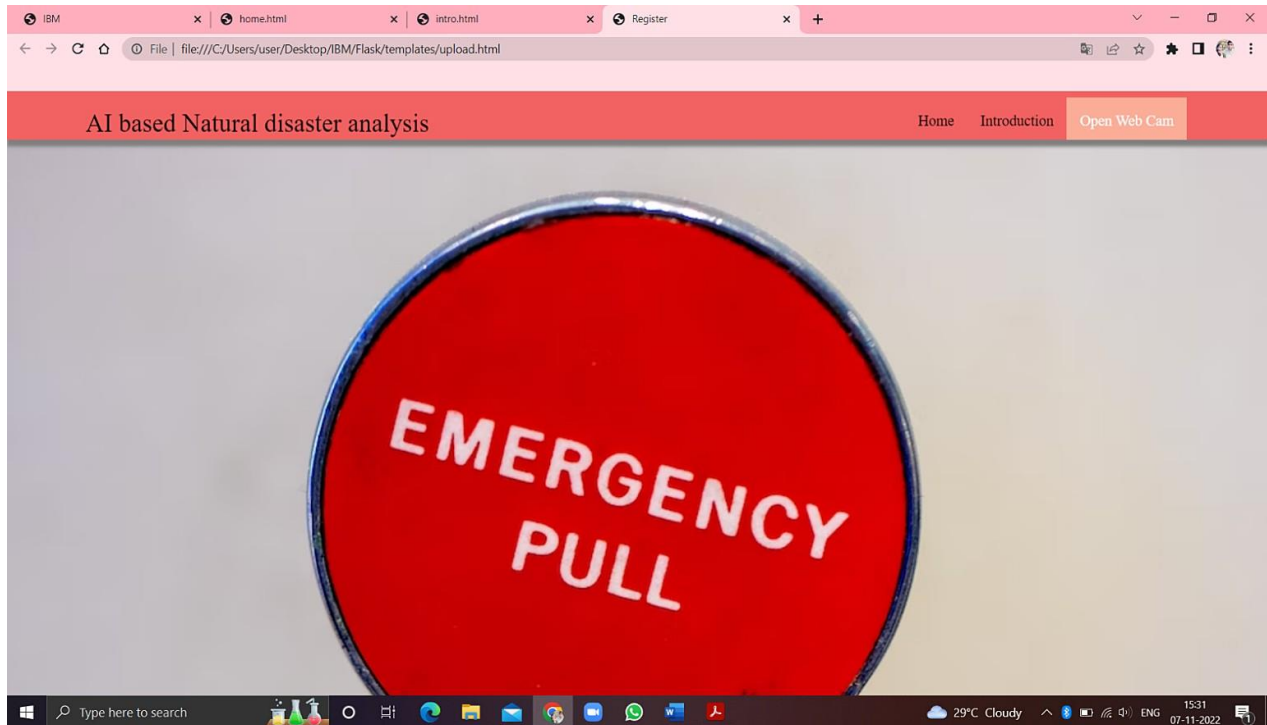 IBM
home.html
intro.html
Register
File | file:///C:/Users/user/Desktop/IBM/Flask/templates/upload.html
AI based Natural disaster analysis
Home Introduction Open Web Cam
EMERGENCY
PULL
Type here to search
29°C Cloudy
ENG
15:31
07-11-2022